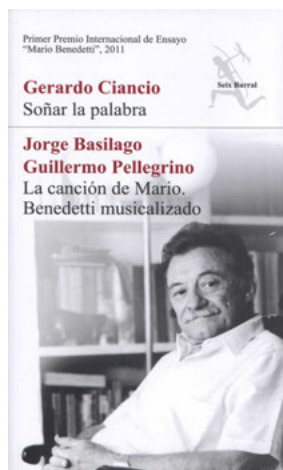 Primer Premio Internacional de Ensayo
"Mario Benedetti", 2011
Seix Barral
Gerardo Ciancio
Soñar la palabra
Jorge Basilago
Guillermo Pellegrino
La canción de Mario.
Benedetti musicalizado